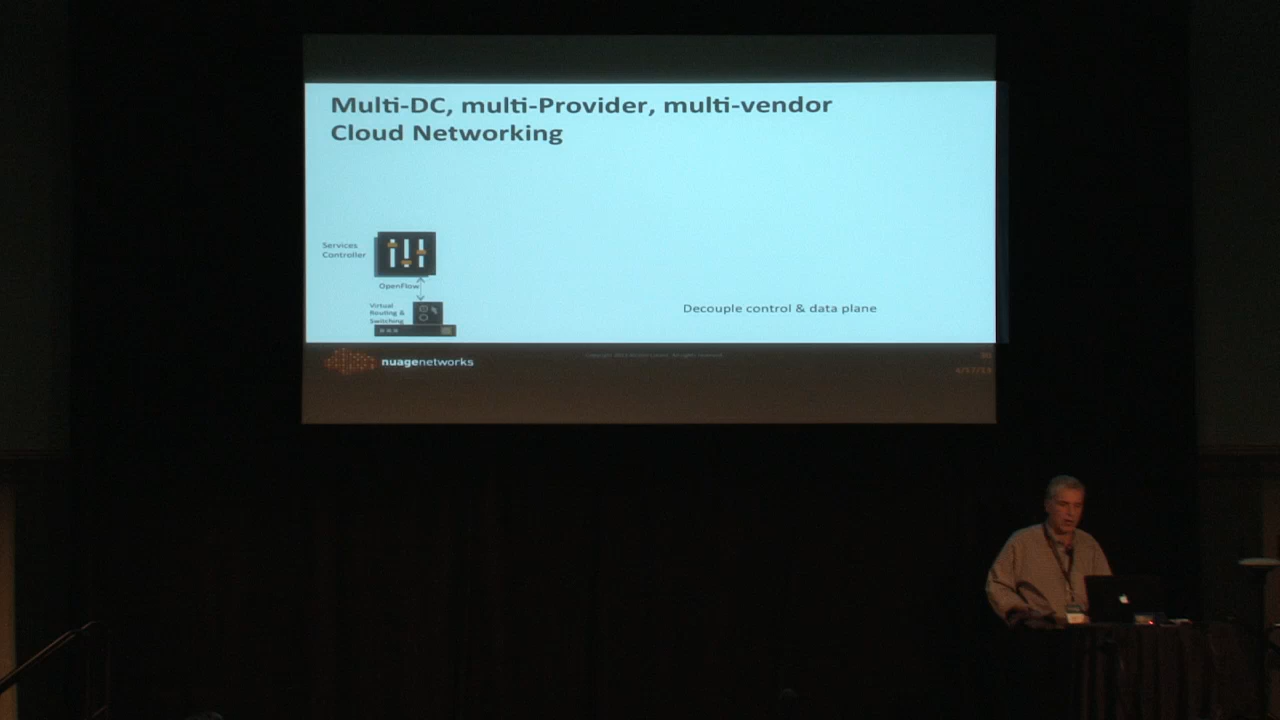 Multi-DC, multi-Provider, multi-vendor
Cloud Networking
Services
Controller
Openflow
Virtual
Routing &
Switching
Decouple control & data plane
nuagenetworks